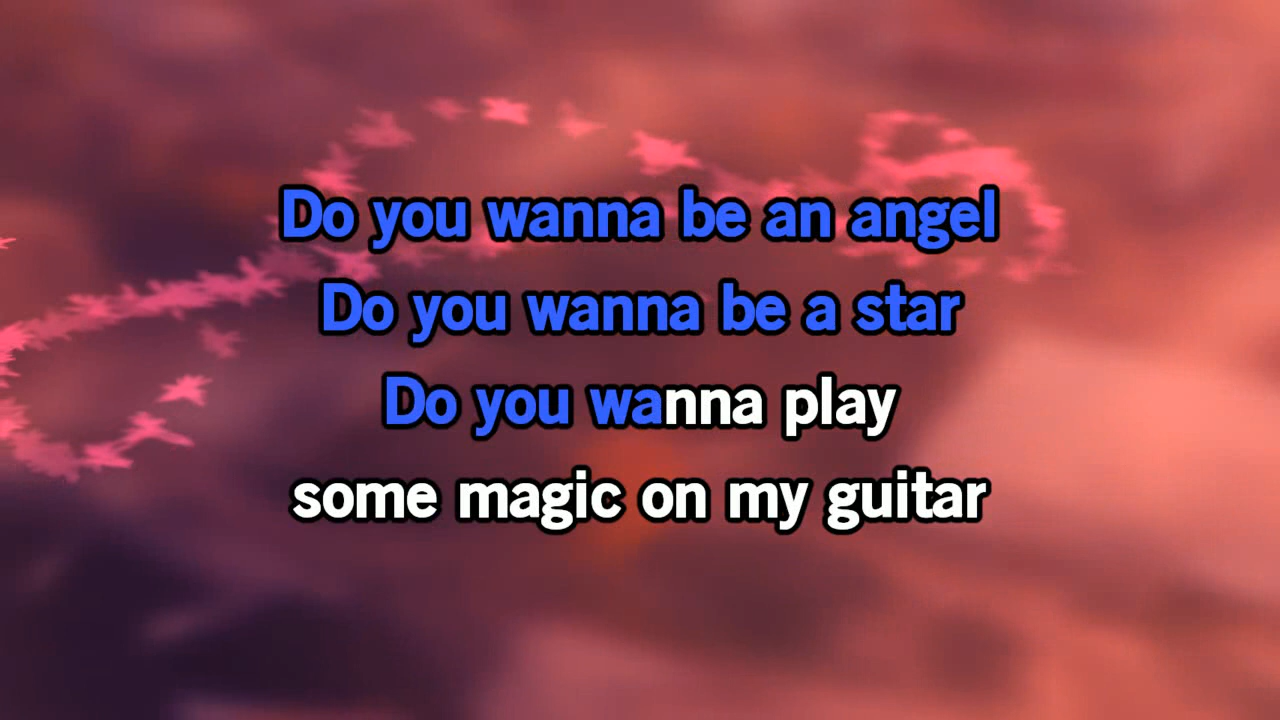 Do you wanna be an angel
Do you wanna be a star
Do you wanna play
some magic on my guitar